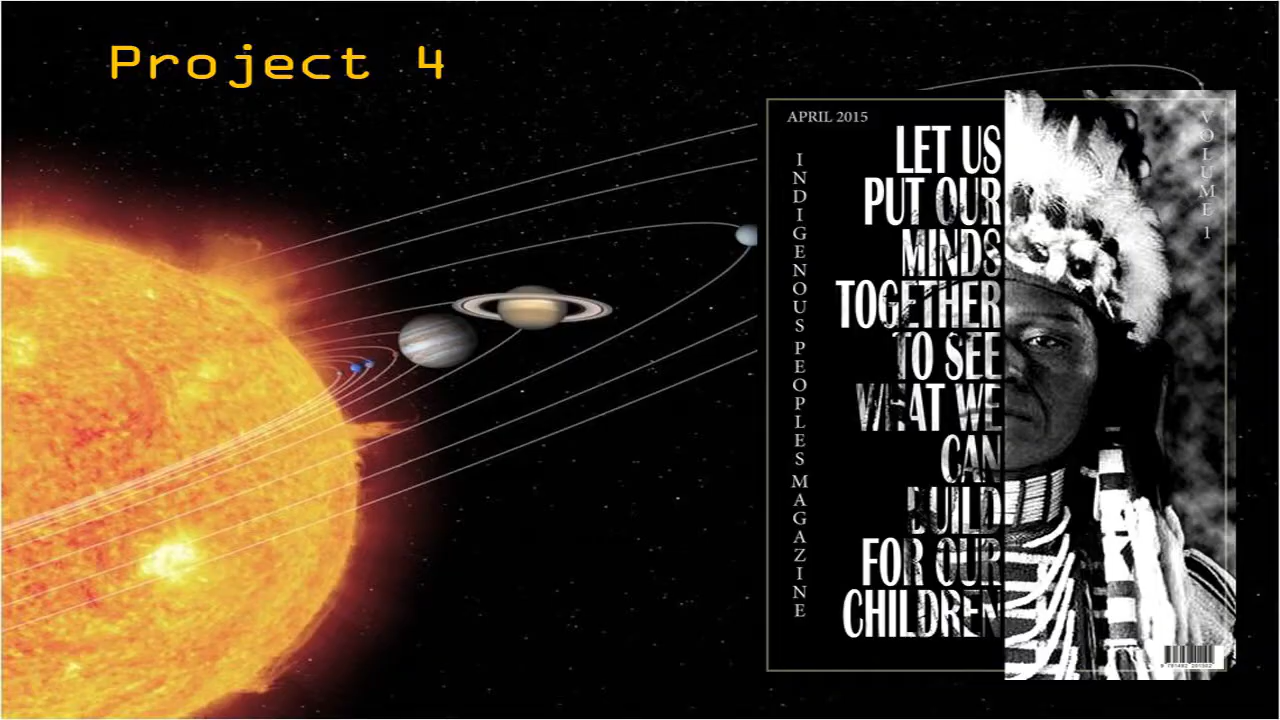 Project 4
APRIL 2015
INDIGENOUS PEOPLES MAGAZINE
LET US
PUT OUR
MINDS
TOGETHER
TO SEE
WHAT WE
CAN
BUILD
FOR OUR
CHILDREN
VOLUME 1